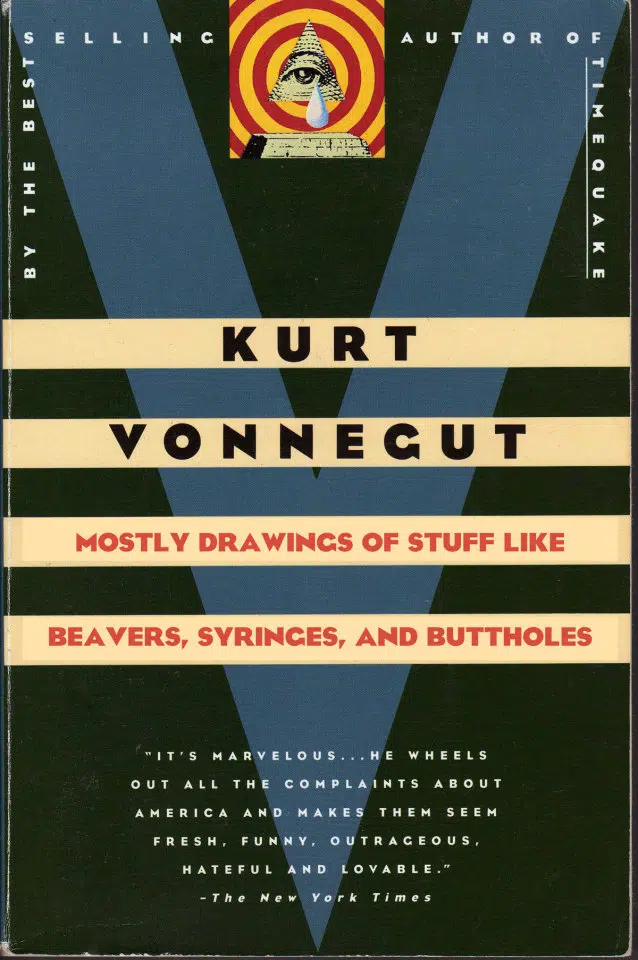 BY THE BEST
SELLING
AUTHOR OF
TIMEQUAKE
KURT
VONNEGUT
MOSTLY DRAWINGS OF STUFF LIKE
BEAVERS, SYRINGES, AND BUTTHOLES
"IT'S MARVELOUS...HE WHEELS
OUT ALL THE COMPLAINTS ABOUT
AMERICA AND MAKES THEM SEEM
FRESH, FUNNY, OUTRAGEOUS,
HATEFUL AND LOVABLE."
-The New York Times